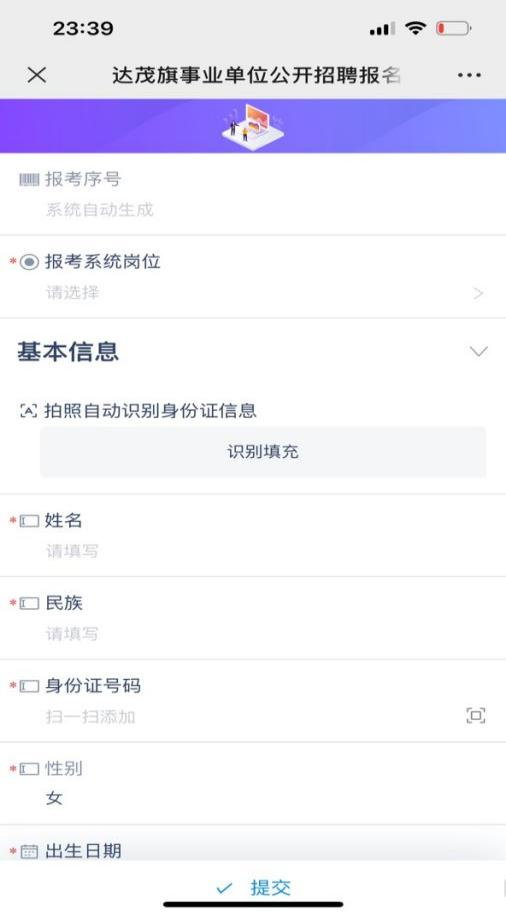 23:39
达茂旗事业单位公开招聘报名
报考序号
系统自动生成
*报考系统岗位
请选择
基本信息
拍照自动识别身份证信息
识别填充
*姓名
请填写
*民族
请填写
*身份证号码
扫一扫添加
*性别
女
*出生日期
提交